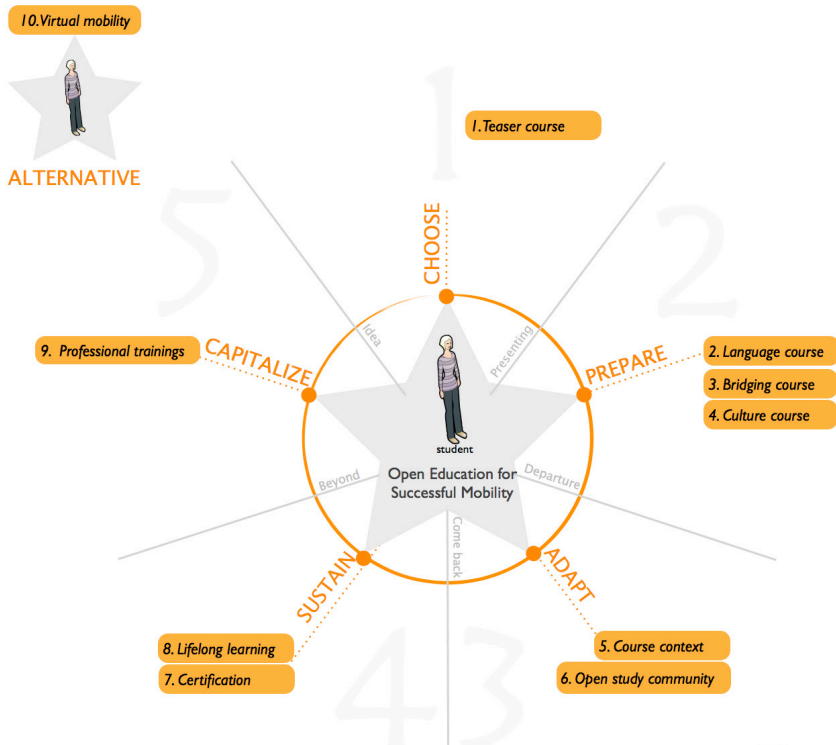 10. Virtual mobility
ALTERNATIVE
1
1. Teaser course
CHOOSE
2
5
Idea
Presenting
9. Professional trainings
CAPITALIZE
PREPARE
2. Language course
3. Bridging course
4. Culture course
student
Open Education for
Successful Mobility
Beyond
Departure
Come back
SUSTAIN
ADAPT
8. Lifelong learning
7. Certification
5. Course context
6. Open study community
4
3